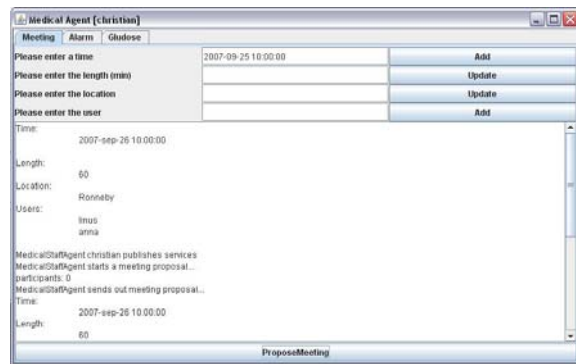 Medical Agent [christian]
Meeting Alarm Gludose
Please enter a time 2007-09-25 10:00:00 Add
Please enter the length (min) Update
Please enter the location Update
Please enter the user Add
Time:
2007-sep-26 10:00:00
Length:
60
Location:
Ronneby
Users:
linus
anna
MedicalStaffAgent christian publishes services
MedicalStaffAgent starts a meeting proposal...
participants: 0
MedicalStaffAgent sends out meeting proposal...
Time:
2007-sep-26 10:00:00
Length:
60
ProposeMeeting